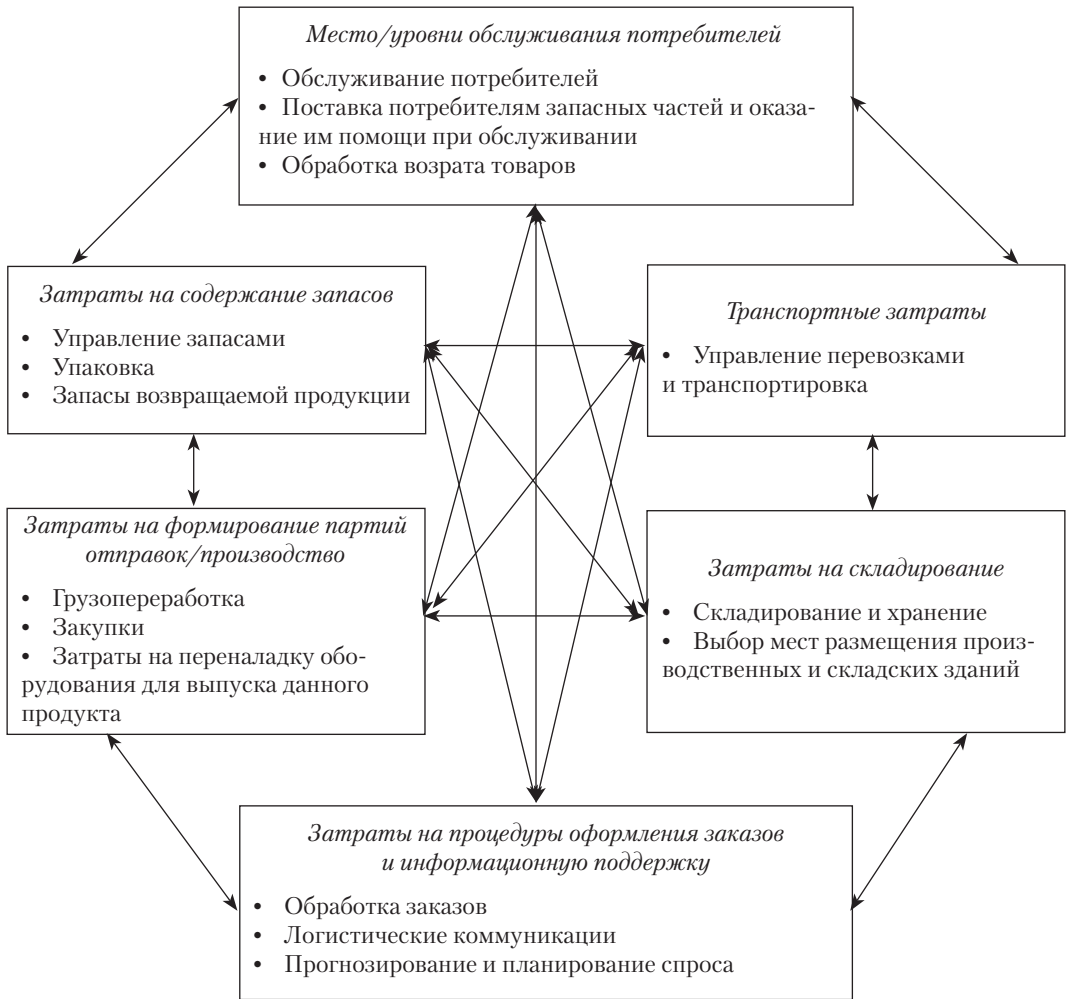 Место/уровни обслуживания потребителей
• Обслуживание потребителей
• Поставка потребителям запасных частей и оказа-
ние им помощи при обслуживании
• Обработка возрата товаров
Затраты на содержание запасов
• Управление запасами
• Упаковка
• Запасы возвращаемой продукции
Транспортные затраты
• Управление перевозками
и транспортировка
Затраты на формирование партий
отправок/производство
• Грузопереработка
• Закупки
• Затраты на переналадку обо-
рудования для выпуска данного
продукта
Затраты на складирование
• Складирование и хранение
• Выбор мест размещения произ-
водственных и складских зданий
Затраты на процедуры оформления заказов
и информационную поддержку
• Обработка заказов
• Логистические коммуникации
• Прогнозирование и планирование спроса